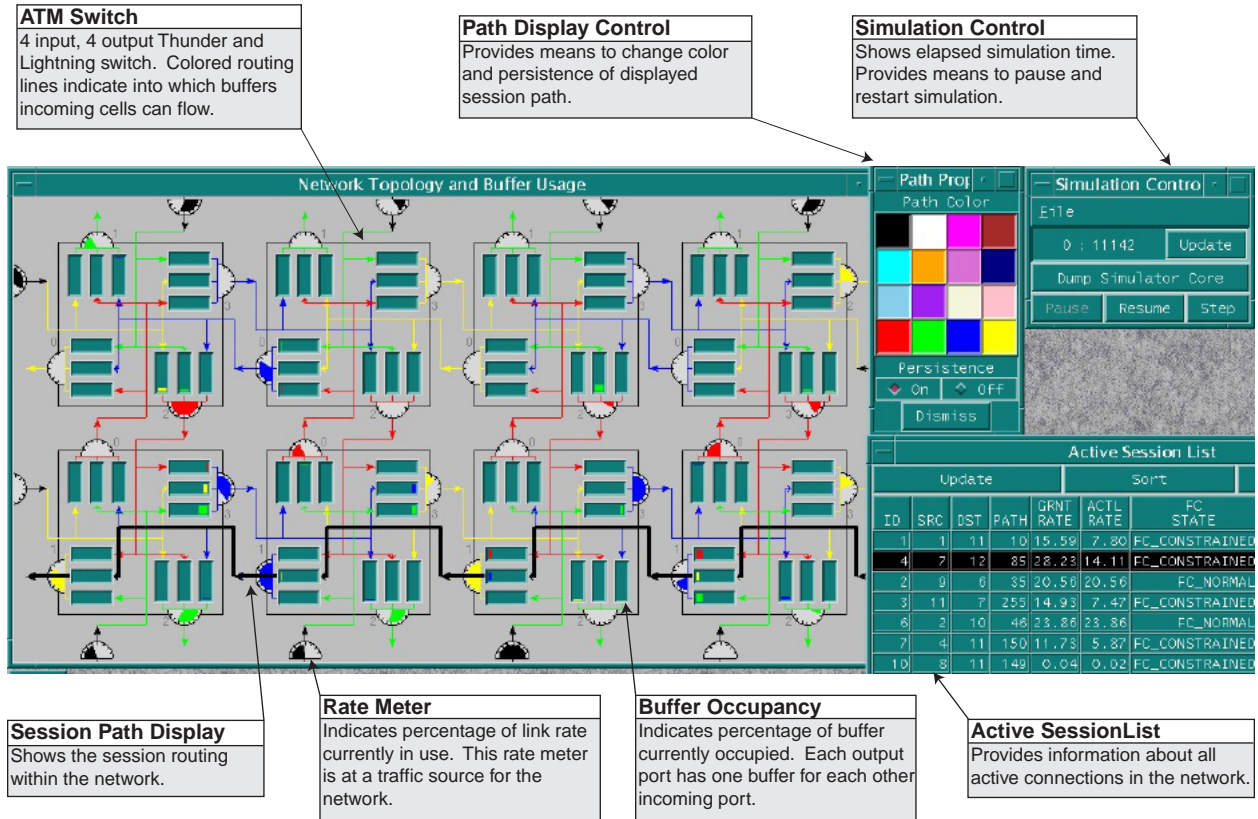 ATM Switch
4 input, 4 output Thunder and
Lightning switch. Colored routing
lines indicate into which buffers
incoming cells can flow.
Path Display Control
Provides means to change color
and persistence of displayed
session path.
Simulation Control
Shows elapsed simulation time.
Provides means to pause and
restart simulation.
Network Topology and Buffer Usage
Path Prop
Path Color
Persistence
On Off
Dismiss
Simulation Contro
File
0 : 11142 Update
Dump Simulator Core
Pause Resume Step
Active Session List
Update Sort
ID SRC DST PATH GRNT RATE ACTL RATE FC STATE
1 1 11 10 15.59 7.80 FC_CONSTRAINED
4 7 12 85 28.23 14.11 FC_CONSTRAINED
2 9 6 35 20.56 20.56 FC_NORMAL
3 11 7 255 14.93 7.47 FC_CONSTRAINED
6 2 10 46 23.86 23.86 FC_NORMAL
7 4 11 150 11.73 5.87 FC_CONSTRAINED
10 8 11 149 0.04 0.02 FC_CONSTRAINED
Session Path Display
Shows the session routing
within the network.
Rate Meter
Indicates percentage of link rate
currently in use. This rate meter
is at a traffic source for the
network.
Buffer Occupancy
Indicates percentage of buffer
currently occupied. Each output
port has one buffer for each other
incoming port.
Active SessionList
Provides information about all
active connections in the network.